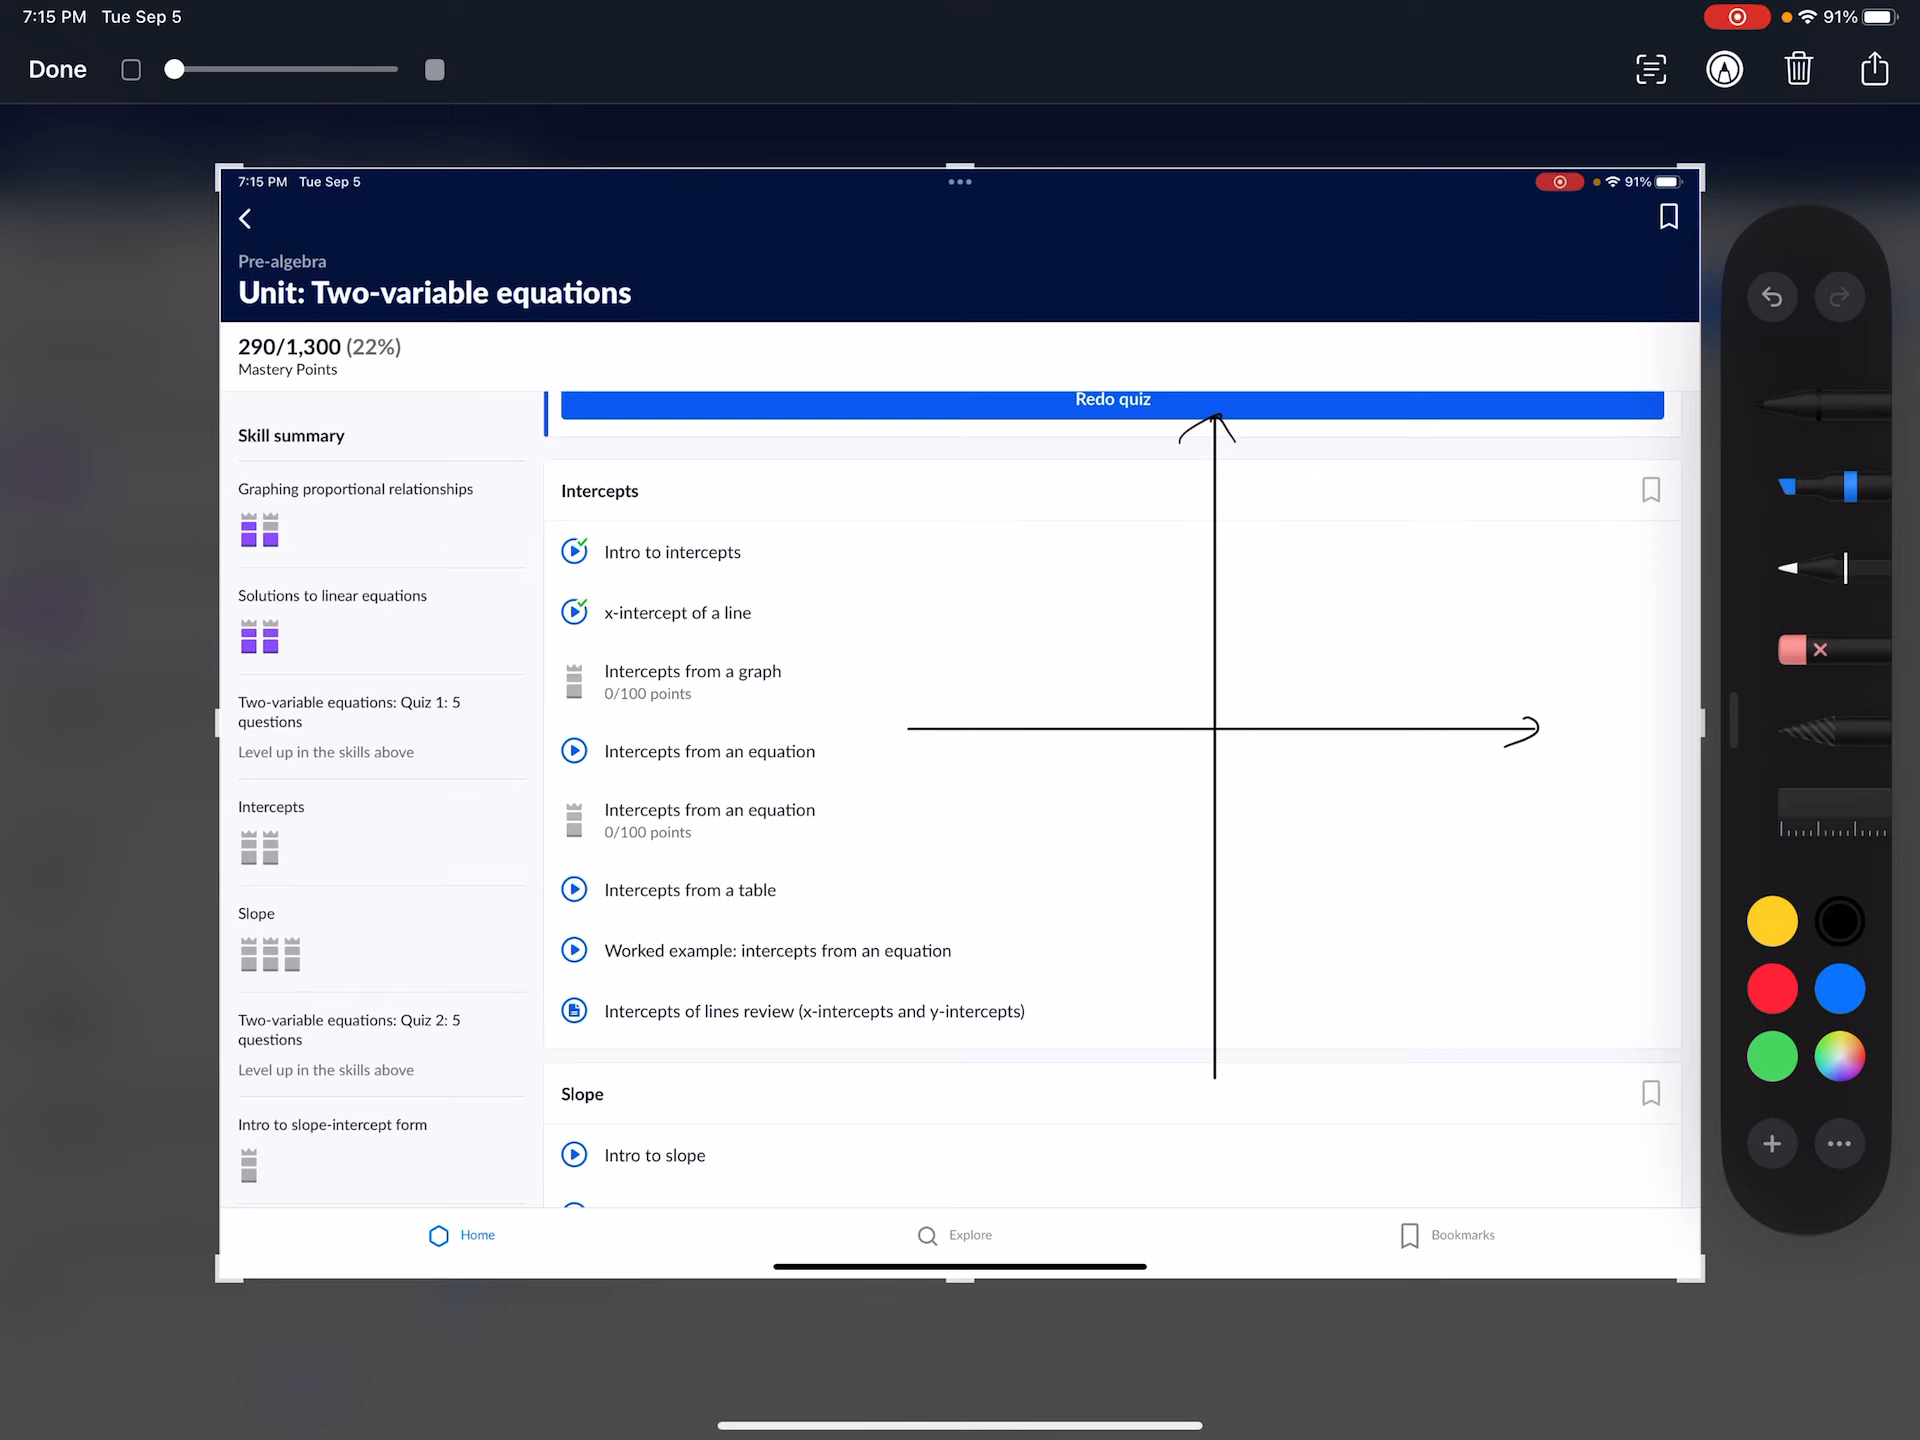 7:15 PM Tue Sep 5
91%
Done
7:15 PM Tue Sep 5
91%
Pre-algebra
Unit: Two-variable equations
290/1,300 (22%)
Mastery Points
Skill summary
Graphing proportional relationships
Solutions to linear equations
Two-variable equations: Quiz 1: 5
questions
Level up in the skills above
Intercepts
Slope
Two-variable equations: Quiz 2: 5
questions
Level up in the skills above
Intro to slope-intercept form
Redo quiz
Intercepts
Intro to intercepts
x-intercept of a line
Intercepts from a graph
0/100 points
Intercepts from an equation
Intercepts from an equation
0/100 points
Intercepts from a table
Worked example: intercepts from an equation
Intercepts of lines review (x-intercepts and y-intercepts)
Slope
Intro to slope
Home
Explore
Bookmarks